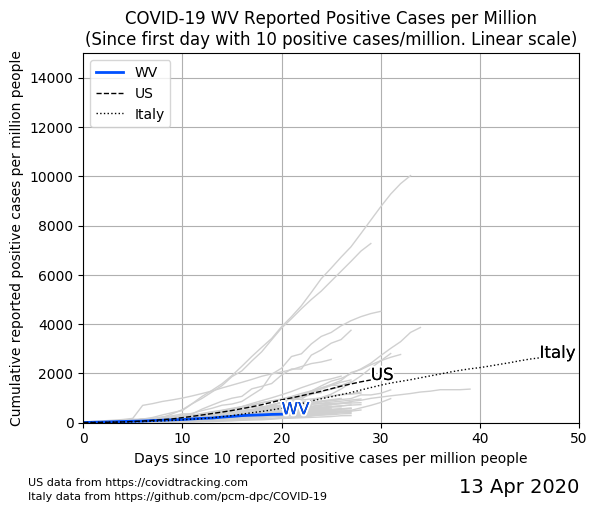 COVID-19 WV Reported Positive Cases per Million
(Since first day with 10 positive cases/million. Linear scale)
Cumulative reported positive cases per million people
14000
12000
10000
8000
6000
4000
2000
0
WV
US
Italy
Italy
US
WV
0 10 20 30 40 50
Days since 10 reported positive cases per million people
US data from https://covidtracking.com
Italy data from https://github.com/pcm-dpc/COVID-19
13 Apr 2020